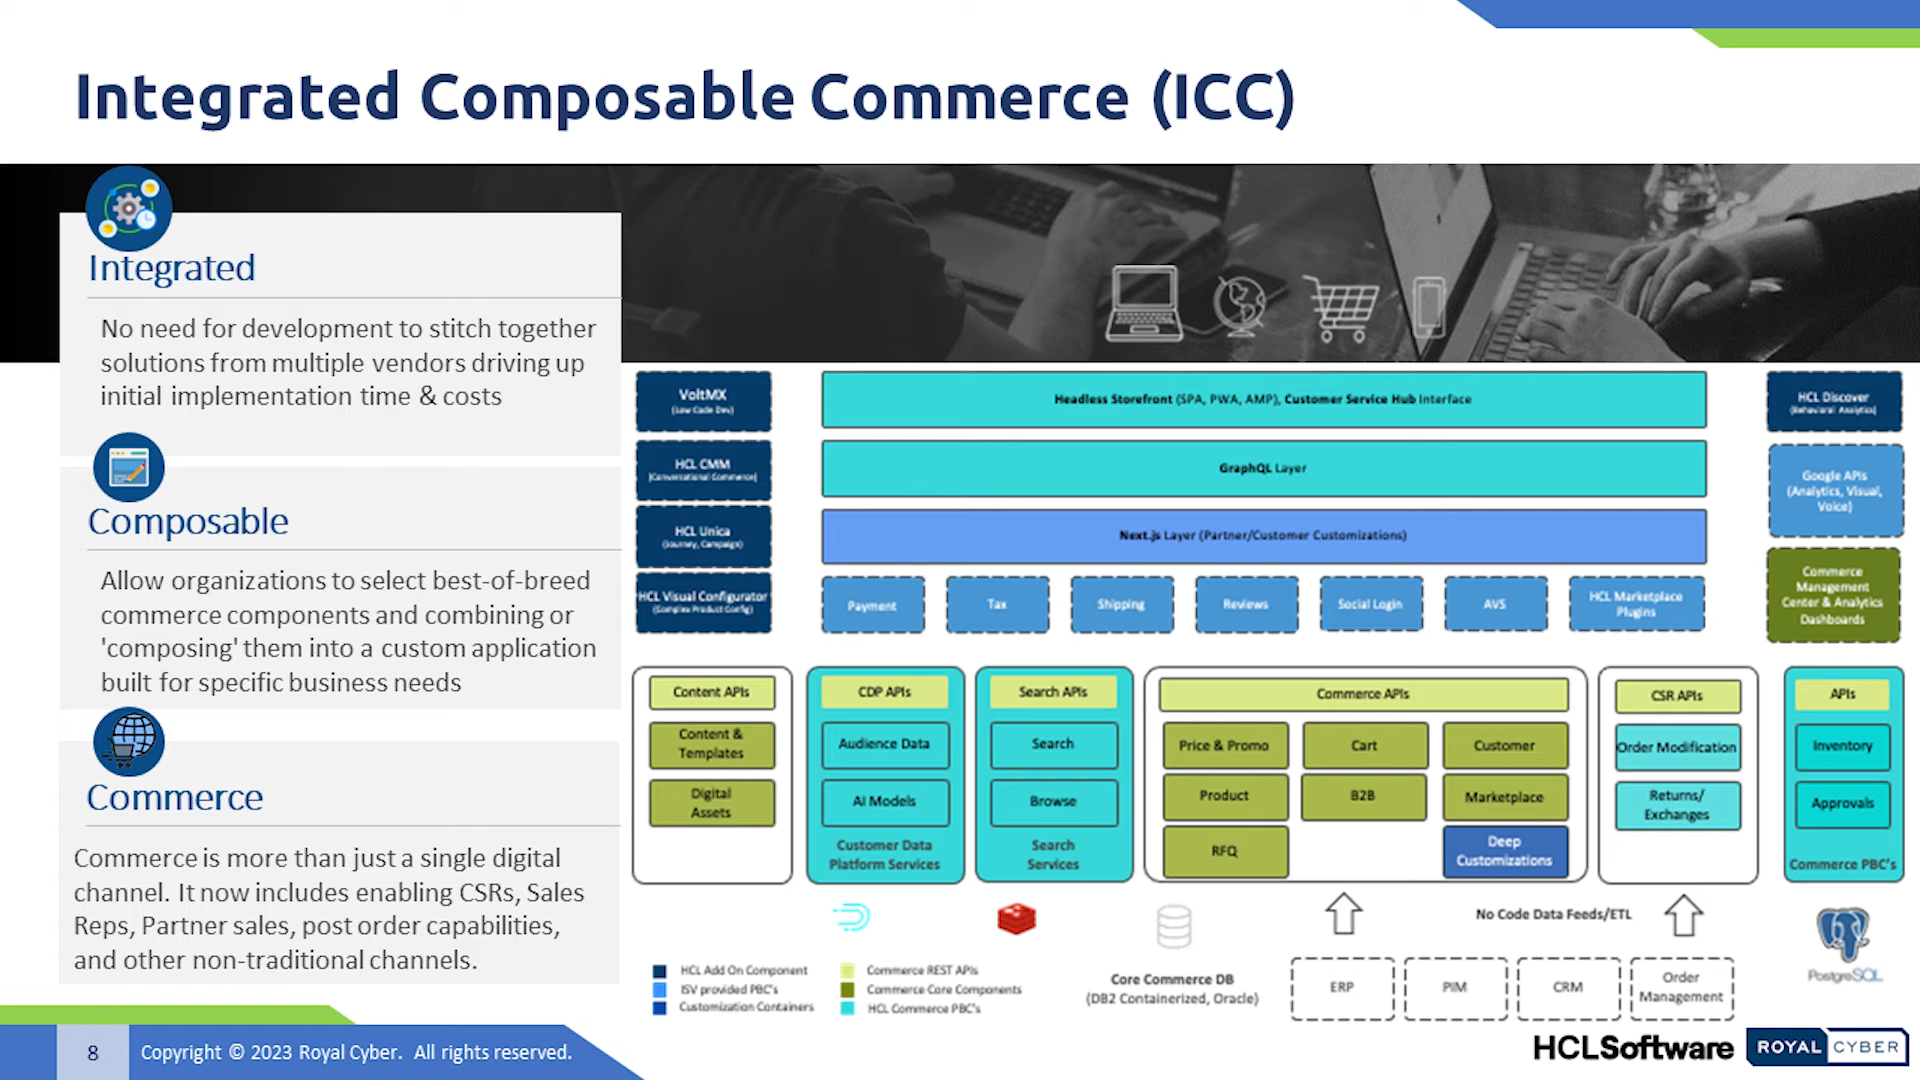 Integrated Composable Commerce (ICC)
Integrated
No need for development to stitch together
solutions from multiple vendors driving up
initial implementation time & costs
Composable
Allow organizations to select best-of-breed
commerce components and combining or
'composing' them into a custom application
built for specific business needs
Commerce
Commerce is more than just a single digital
channel. It now includes enabling CSRs, Sales
Reps, Partner sales, post order capabilities,
and other non-traditional channels.
VoltMX
(Low Code Dev)
HCL CMM
(Conversational Commerce)
HCL Unica
(Journey, Campaign)
HCL Visual Configurator
(Complex Product Config)
Headless Storefront (SPA, PWA, AMP), Customer Service Hub Interface
GraphQL Layer
Next.js Layer (Partner/Customer Customizations)
Payment
Tax
Shipping
Reviews
Social Login
AVS
HCL Marketplace
Plugins
HCL Discover
(Behavioral Analytics)
Google APIs
(Analytics, Visual,
Voice)
Commerce
Management
Center & Analytics
Dashboards
Content APIs
Content &
Templates
Digital
Assets
CDP APIs
Audience Data
AI Models
Customer Data
Platform Services
Search APIs
Search
Browse
Search
Services
Commerce APIs
Price & Promo
Cart
Customer
Product
B2B
Marketplace
RFQ
Deep
Customizations
CSR APIs
Order Modification
Returns/
Exchanges
APIs
Inventory
Approvals
Commerce PBC's
No Code Data Feeds/ETL
PostgreSQL
HCL Add On Component
ISV provided PBC's
Customization Containers
Commerce REST APIs
Commerce Core Components
HCL Commerce PBC's
Core Commerce DB
(DB2 Containerized, Oracle)
ERP
PIM
CRM
Order
Management
8
Copyright © 2023 Royal Cyber. All rights reserved.
HCLSoftware
ROYAL CYBER